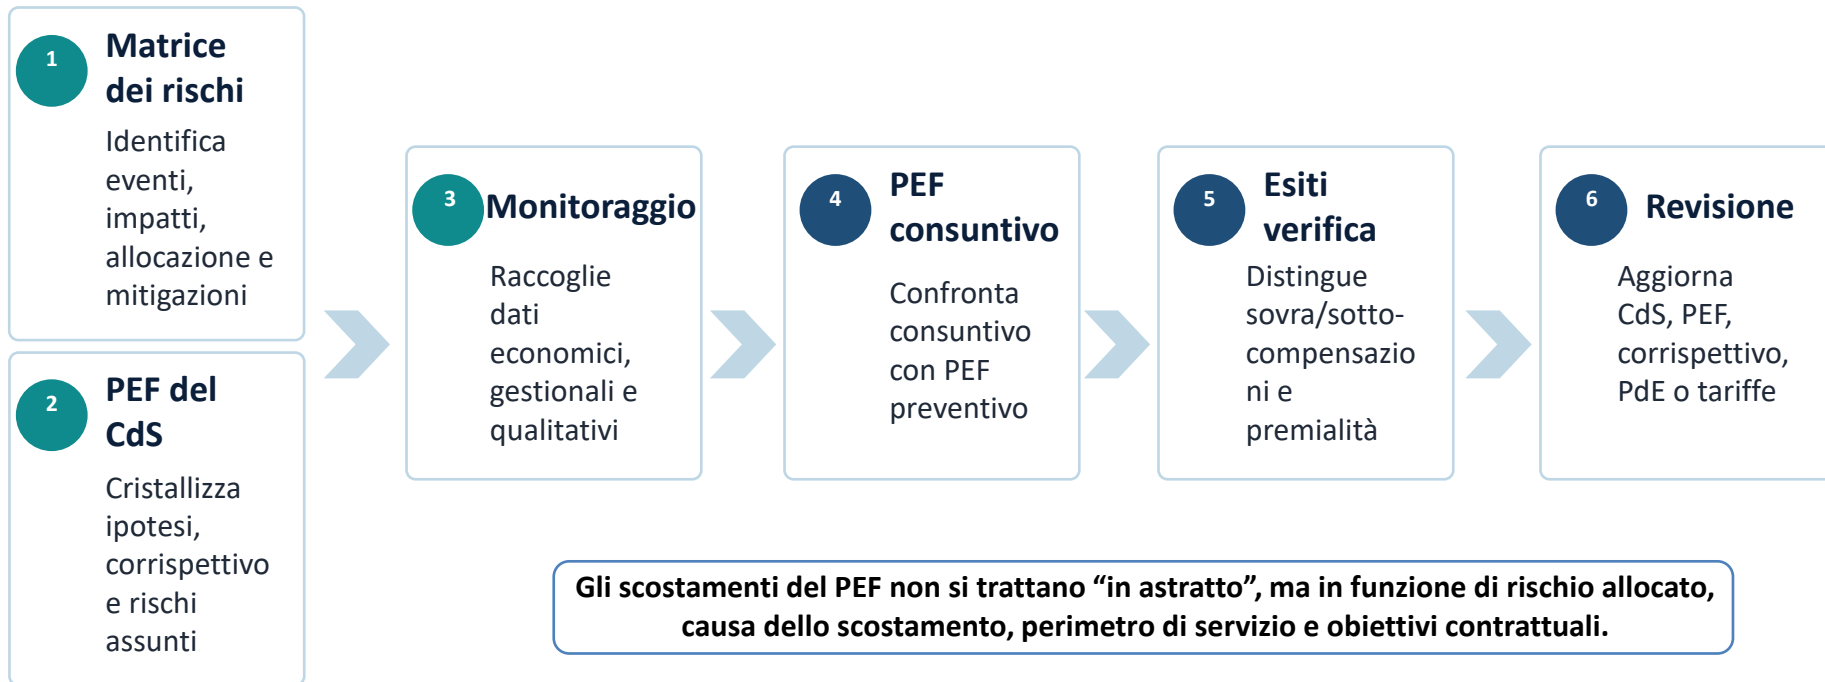 1
Matrice
dei rischi
Identifica
eventi,
impatti,
allocazione e
mitigazioni
2
PEF del
CdS
Cristallizza
ipotesi,
corrispettivo
e rischi
assunti
3
Monitoraggio
Raccoglie
dati
economici,
gestionali e
qualitativi
4
PEF
consuntivo
Confronta
consuntivo
con PEF
preventivo
5
Esiti
verifica
Distingue
sovra/sotto-
compensazio
ni e
premialità
6
Revisione
Aggiorna
CdS, PEF,
corrispettivo,
PdE o tariffe
Gli scostamenti del PEF non si trattano “in astratto”, ma in funzione di rischio allocato,
causa dello scostamento, perimetro di servizio e obiettivi contrattuali.